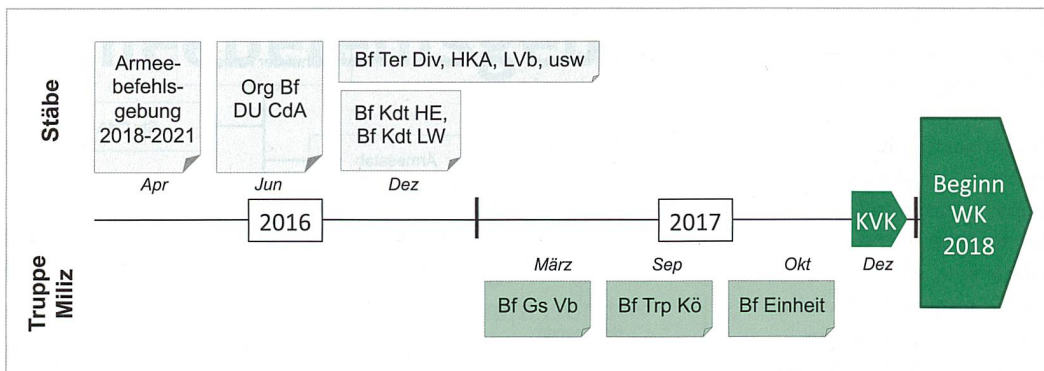 Stäbe
Armee-
befehls-
gebung
2018-2021
Org Bf
DU CdA
Bf Ter Div, HKA, LVb, usw
Bf Kdt HE,
Bf Kdt LW
Apr
Jun
Dez
2016
2017
KVK
Beginn
WK
2018
März
Sep
Okt
Dez
Truppe
Miliz
Bf Gs Vb
Bf Trp Kö
Bf Einheit